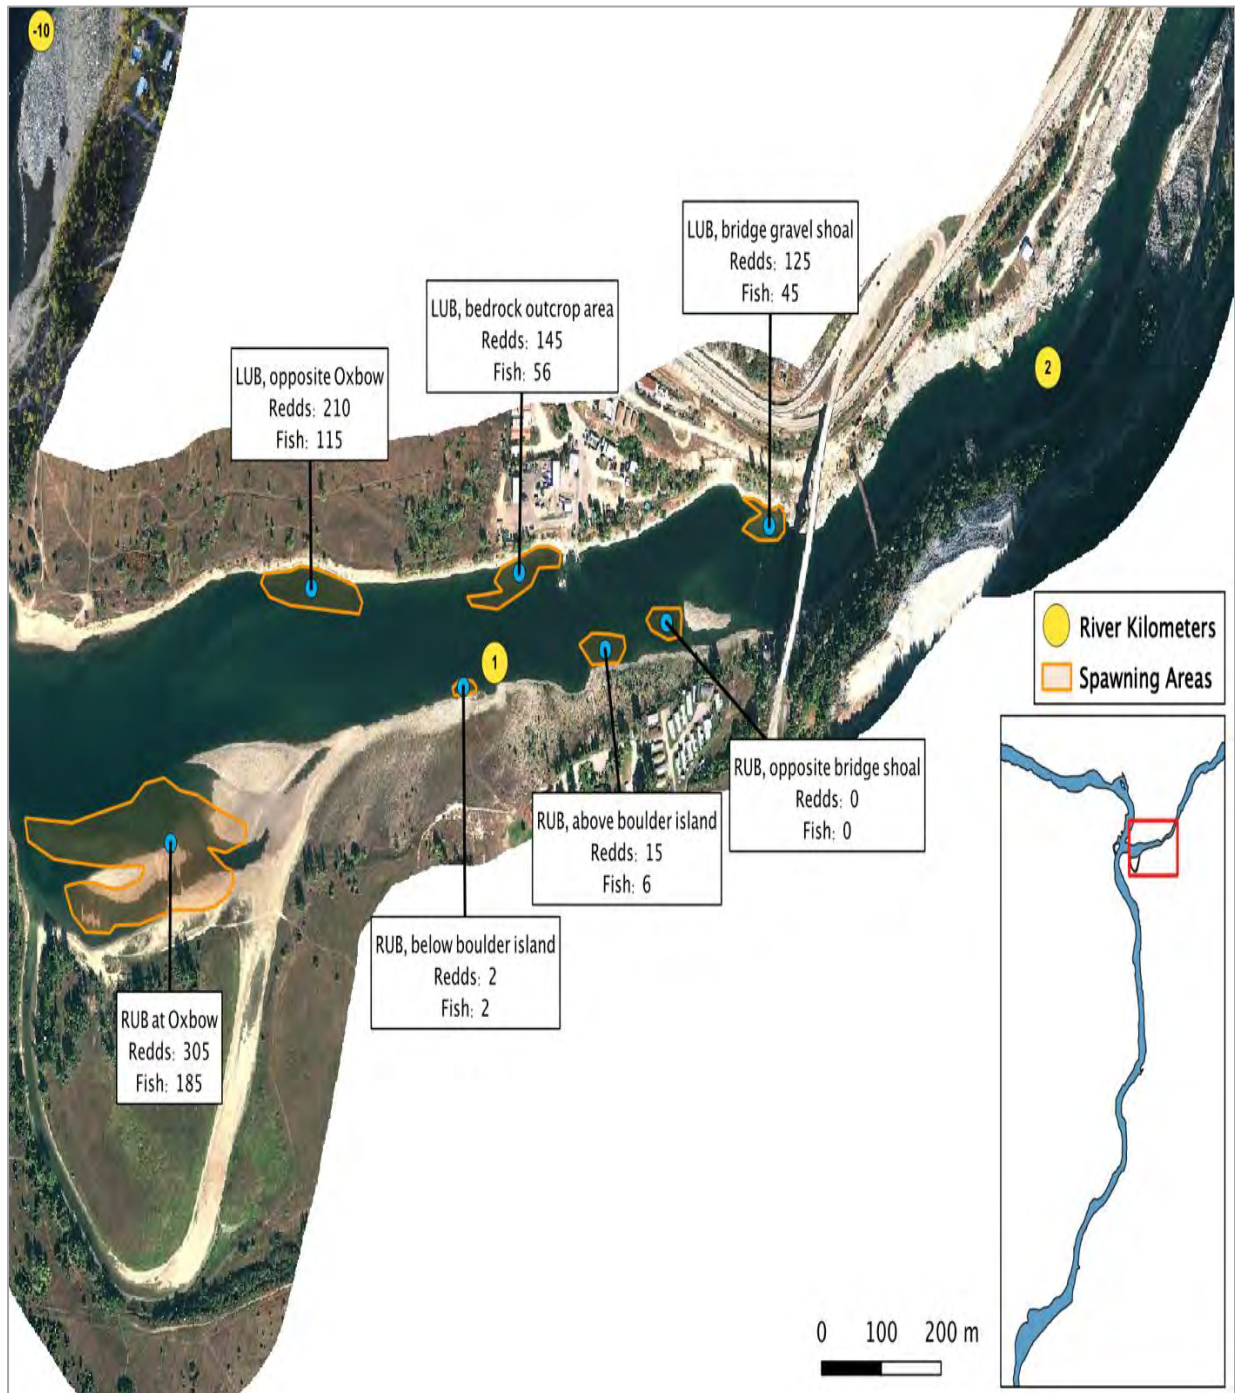 -10
LUB, bridge gravel shoal
Redds: 125
Fish: 45
LUB, bedrock outcrop area
Redds: 145
Fish: 56
LUB, opposite Oxbow
Redds: 210
Fish: 115
2
1
River Kilometers
Spawning Areas
RUB, opposite bridge shoal
Redds: 0
Fish: 0
RUB, above boulder island
Redds: 15
Fish: 6
RUB, below boulder island
Redds: 2
Fish: 2
RUB at Oxbow
Redds: 305
Fish: 185
0 100 200 m